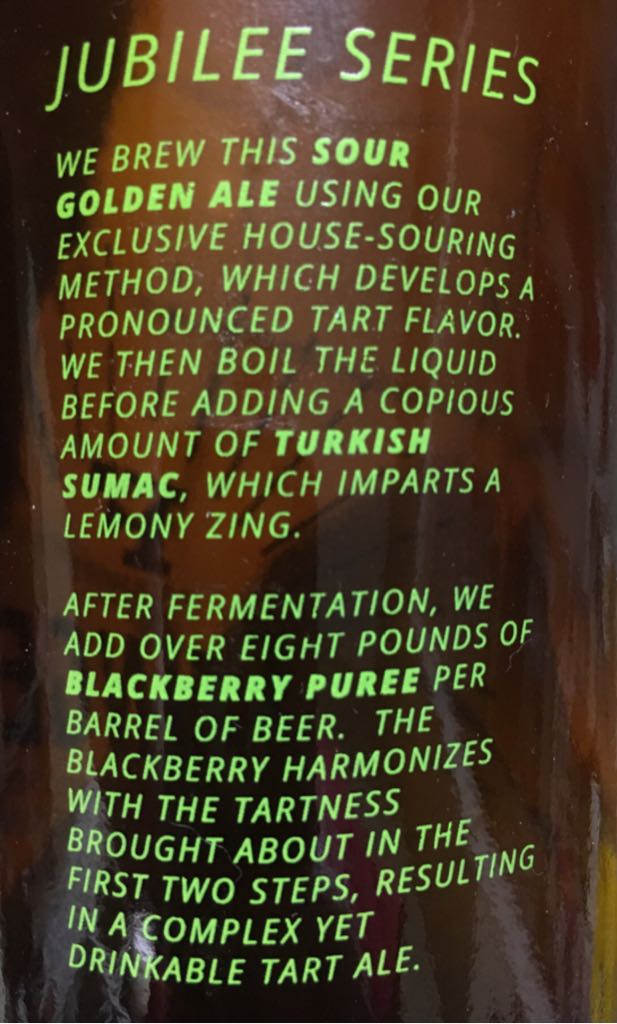 JUBILEE SERIES
WE BREW THIS SOUR
GOLDEN ALE USING OUR
EXCLUSIVE HOUSE-SOURING
METHOD, WHICH DEVELOPS A
PRONOUNCED TART FLAVOR.
WE THEN BOIL THE LIQUID
BEFORE ADDING A COPIOUS
AMOUNT OF TURKISH
SUMAC, WHICH IMPARTS A
LEMONY ZING.
AFTER FERMENTATION, WE
ADD OVER EIGHT POUNDS OF
BLACKBERRY PUREE PER
BARREL OF BEER. THE
BLACKBERRY HARMONIZES
WITH THE TARTNESS
BROUGHT ABOUT IN THE
FIRST TWO STEPS, RESULTING
IN A COMPLEX YET
DRINKABLE TART ALE.